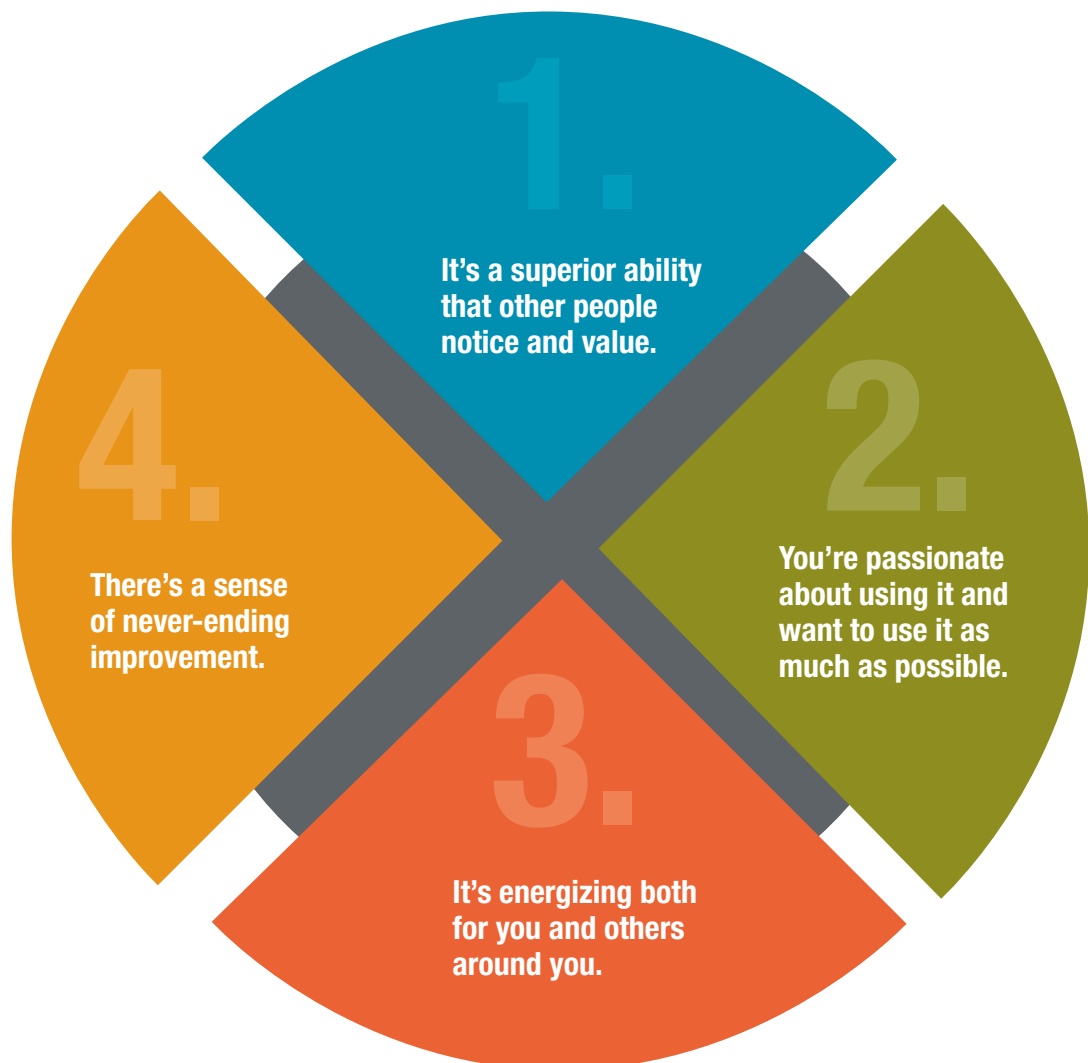 1.
It’s a superior ability
that other people
notice and value.
2.
You’re passionate
about using it and
want to use it as
much as possible.
3.
It’s energizing both
for you and others
around you.
4.
There’s a sense
of never-ending
improvement.